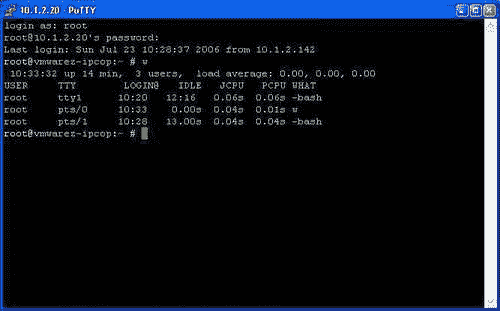 10.1.2.20 - PuTTY
login as: root
root@10.1.2.20's password:
Last login: Sun Jul 23 10:28:37 2006 from 10.1.2.142
root@vmwarez-ipcop:~ # w
10:33:32 up 14 min, 3 users, load average: 0.00, 0.00, 0.00
USER TTY LOGIN@ IDLE JCPU PCPU WHAT
root tty1 10:20 12:16 0.06s 0.06s -bash
root pts/0 10:33 0.00s 0.04s 0.01s w
root pts/1 10:28 13.00s 0.04s 0.04s -bash
root@vmwarez-ipcop:~ #